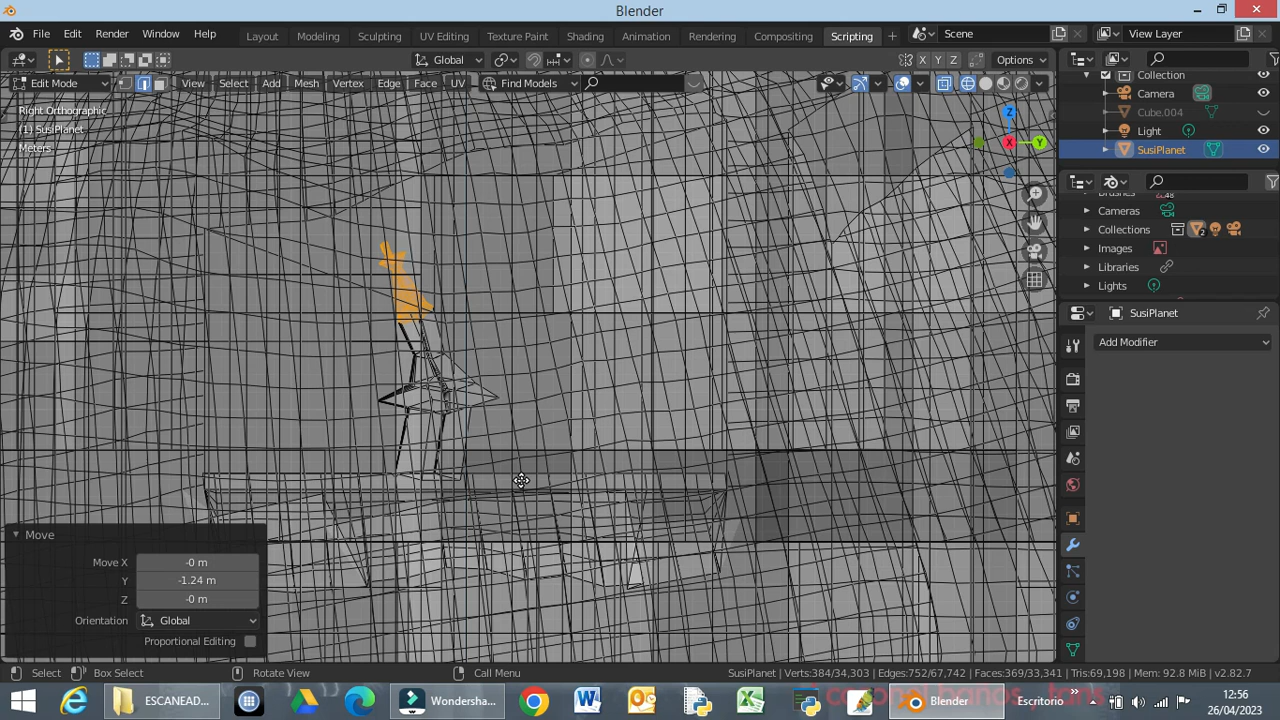 Blender
File Edit Render Window Help
Layout Modeling Sculpting UV Editing Texture Paint Shading Animation Rendering Compositing Scripting + Scene View Layer
Global X Y Z Options
Edit Mode View Select Add Mesh Vertex Edge Face UV Find Models
Right Orthographic
(1) SusiPlanet
Meters
Z
X
Y
Collection
Camera
Cube.004
Light
SusiPlanet
Brushes 48
Cameras
Collections 2
Images
Libraries
Lights
SusiPlanet
Add Modifier
Move
Move X -0 m
Y -1.24 m
Z -0 m
Orientation Global
Proportional Editing
Select Box Select Rotate View Call Menu SusiPlanet | Verts:384/34,303 | Edges:752/67,742 | Faces:369/33,341 | Tris:69,198 | Mem: 92.8 MiB | v2.82.7
ESCANEAD... Wondersha... Blender Escritorio 12:56
26/04/2023